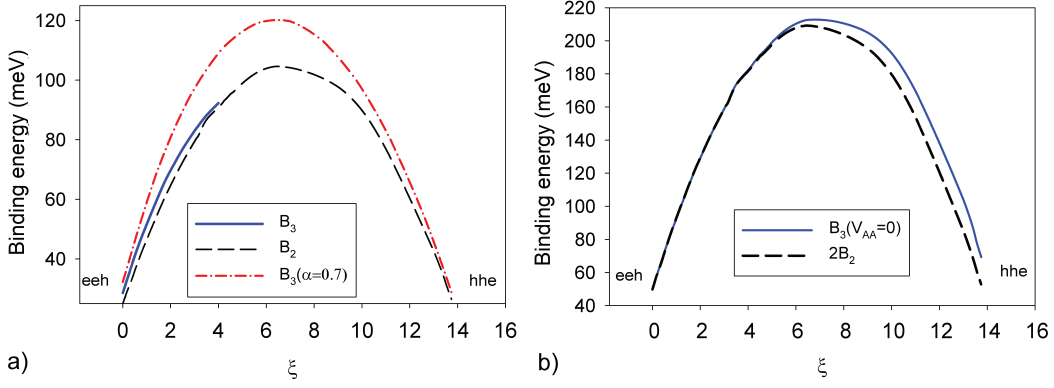 120
100
80
60
40
Binding energy (meV)
B₃
B₂
B₃(α=0.7)
eeh
hhe
0 2 4 6 8 10 12 14 16
ξ
a)
220
200
180
160
140
120
100
80
60
40
Binding energy (meV)
B₃(V_AA=0)
2B₂
eeh
hhe
0 2 4 6 8 10 12 14 16
ξ
b)